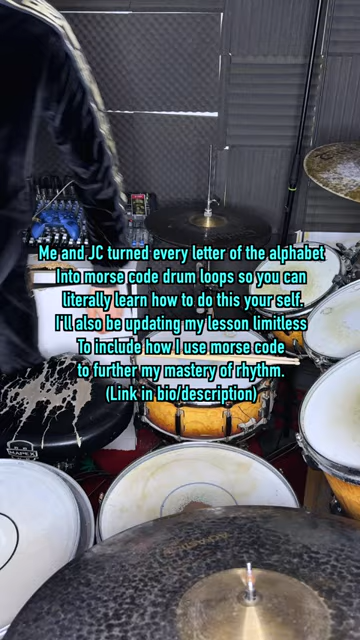 Me and JC turned every letter of the alphabet
Into morse code drum loops so you can
literally learn how to do this your self.
I'll also be updating my lesson limitless
To include how I use morse code
to further my mastery of rhythm.
(Link in bio/description)
MAPEX